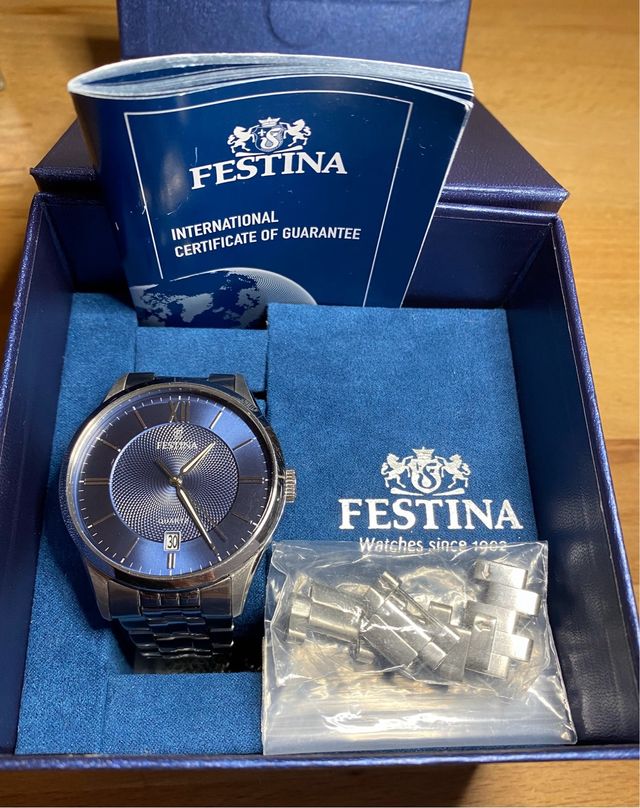 FESTINA
INTERNATIONAL
CERTIFICATE OF GUARANTEE
FESTINA
QUARTZ
30
FESTINA
Watches since 1902